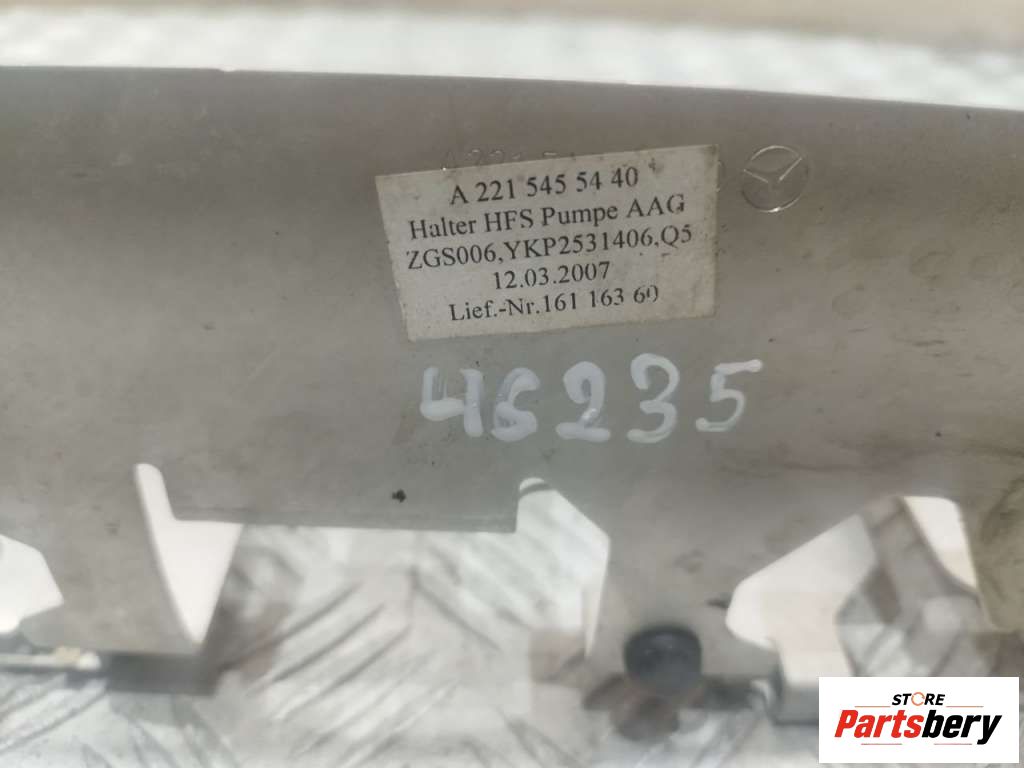 A 221 545 54 40
Halter HFS Pumpe AAG
ZGS006,YKP2531406,Q5
12.03.2007
Lief.-Nr.161 163 60
46235
STORE
Partsbery